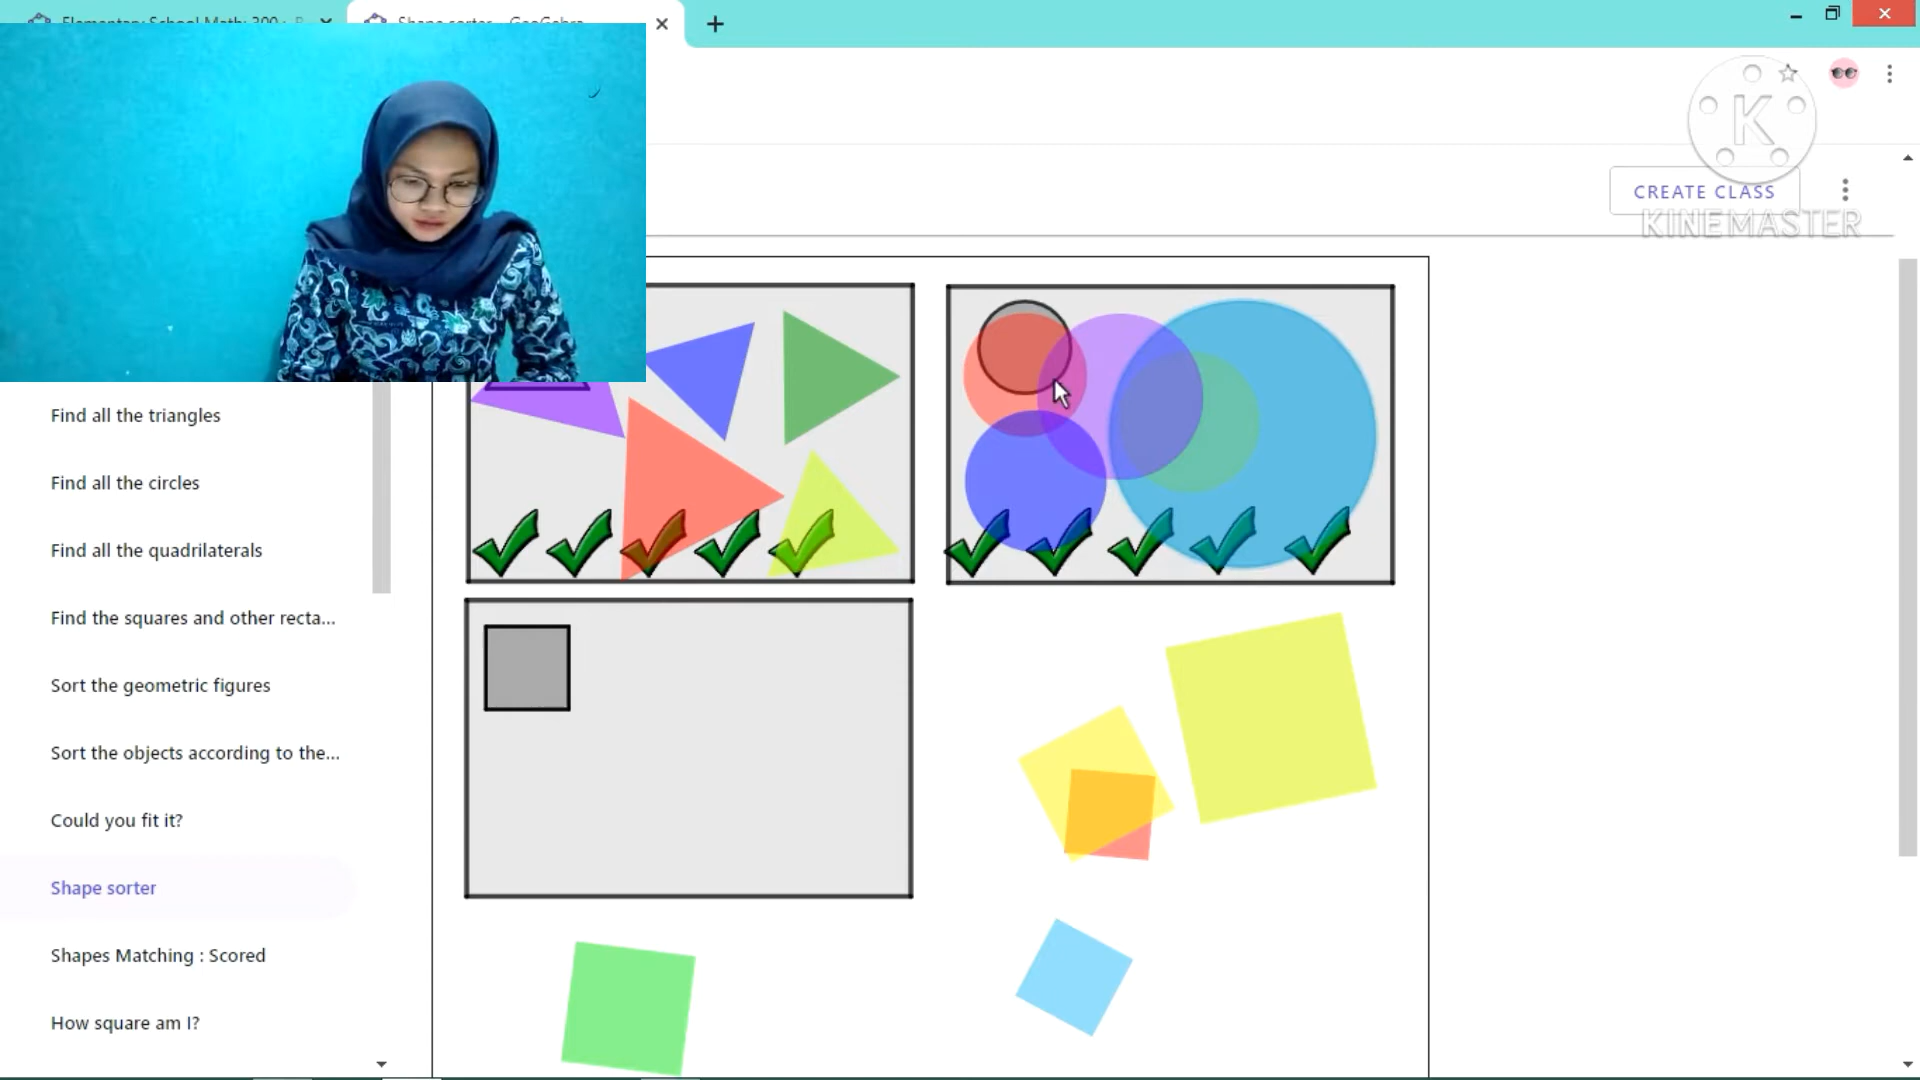 CREATE CLASS
K
KINEMASTER
Find all the triangles
Find all the circles
Find all the quadrilaterals
Find the squares and other recta...
Sort the geometric figures
Sort the objects according to the...
Could you fit it?
Shape sorter
Shapes Matching : Scored
How square am I?